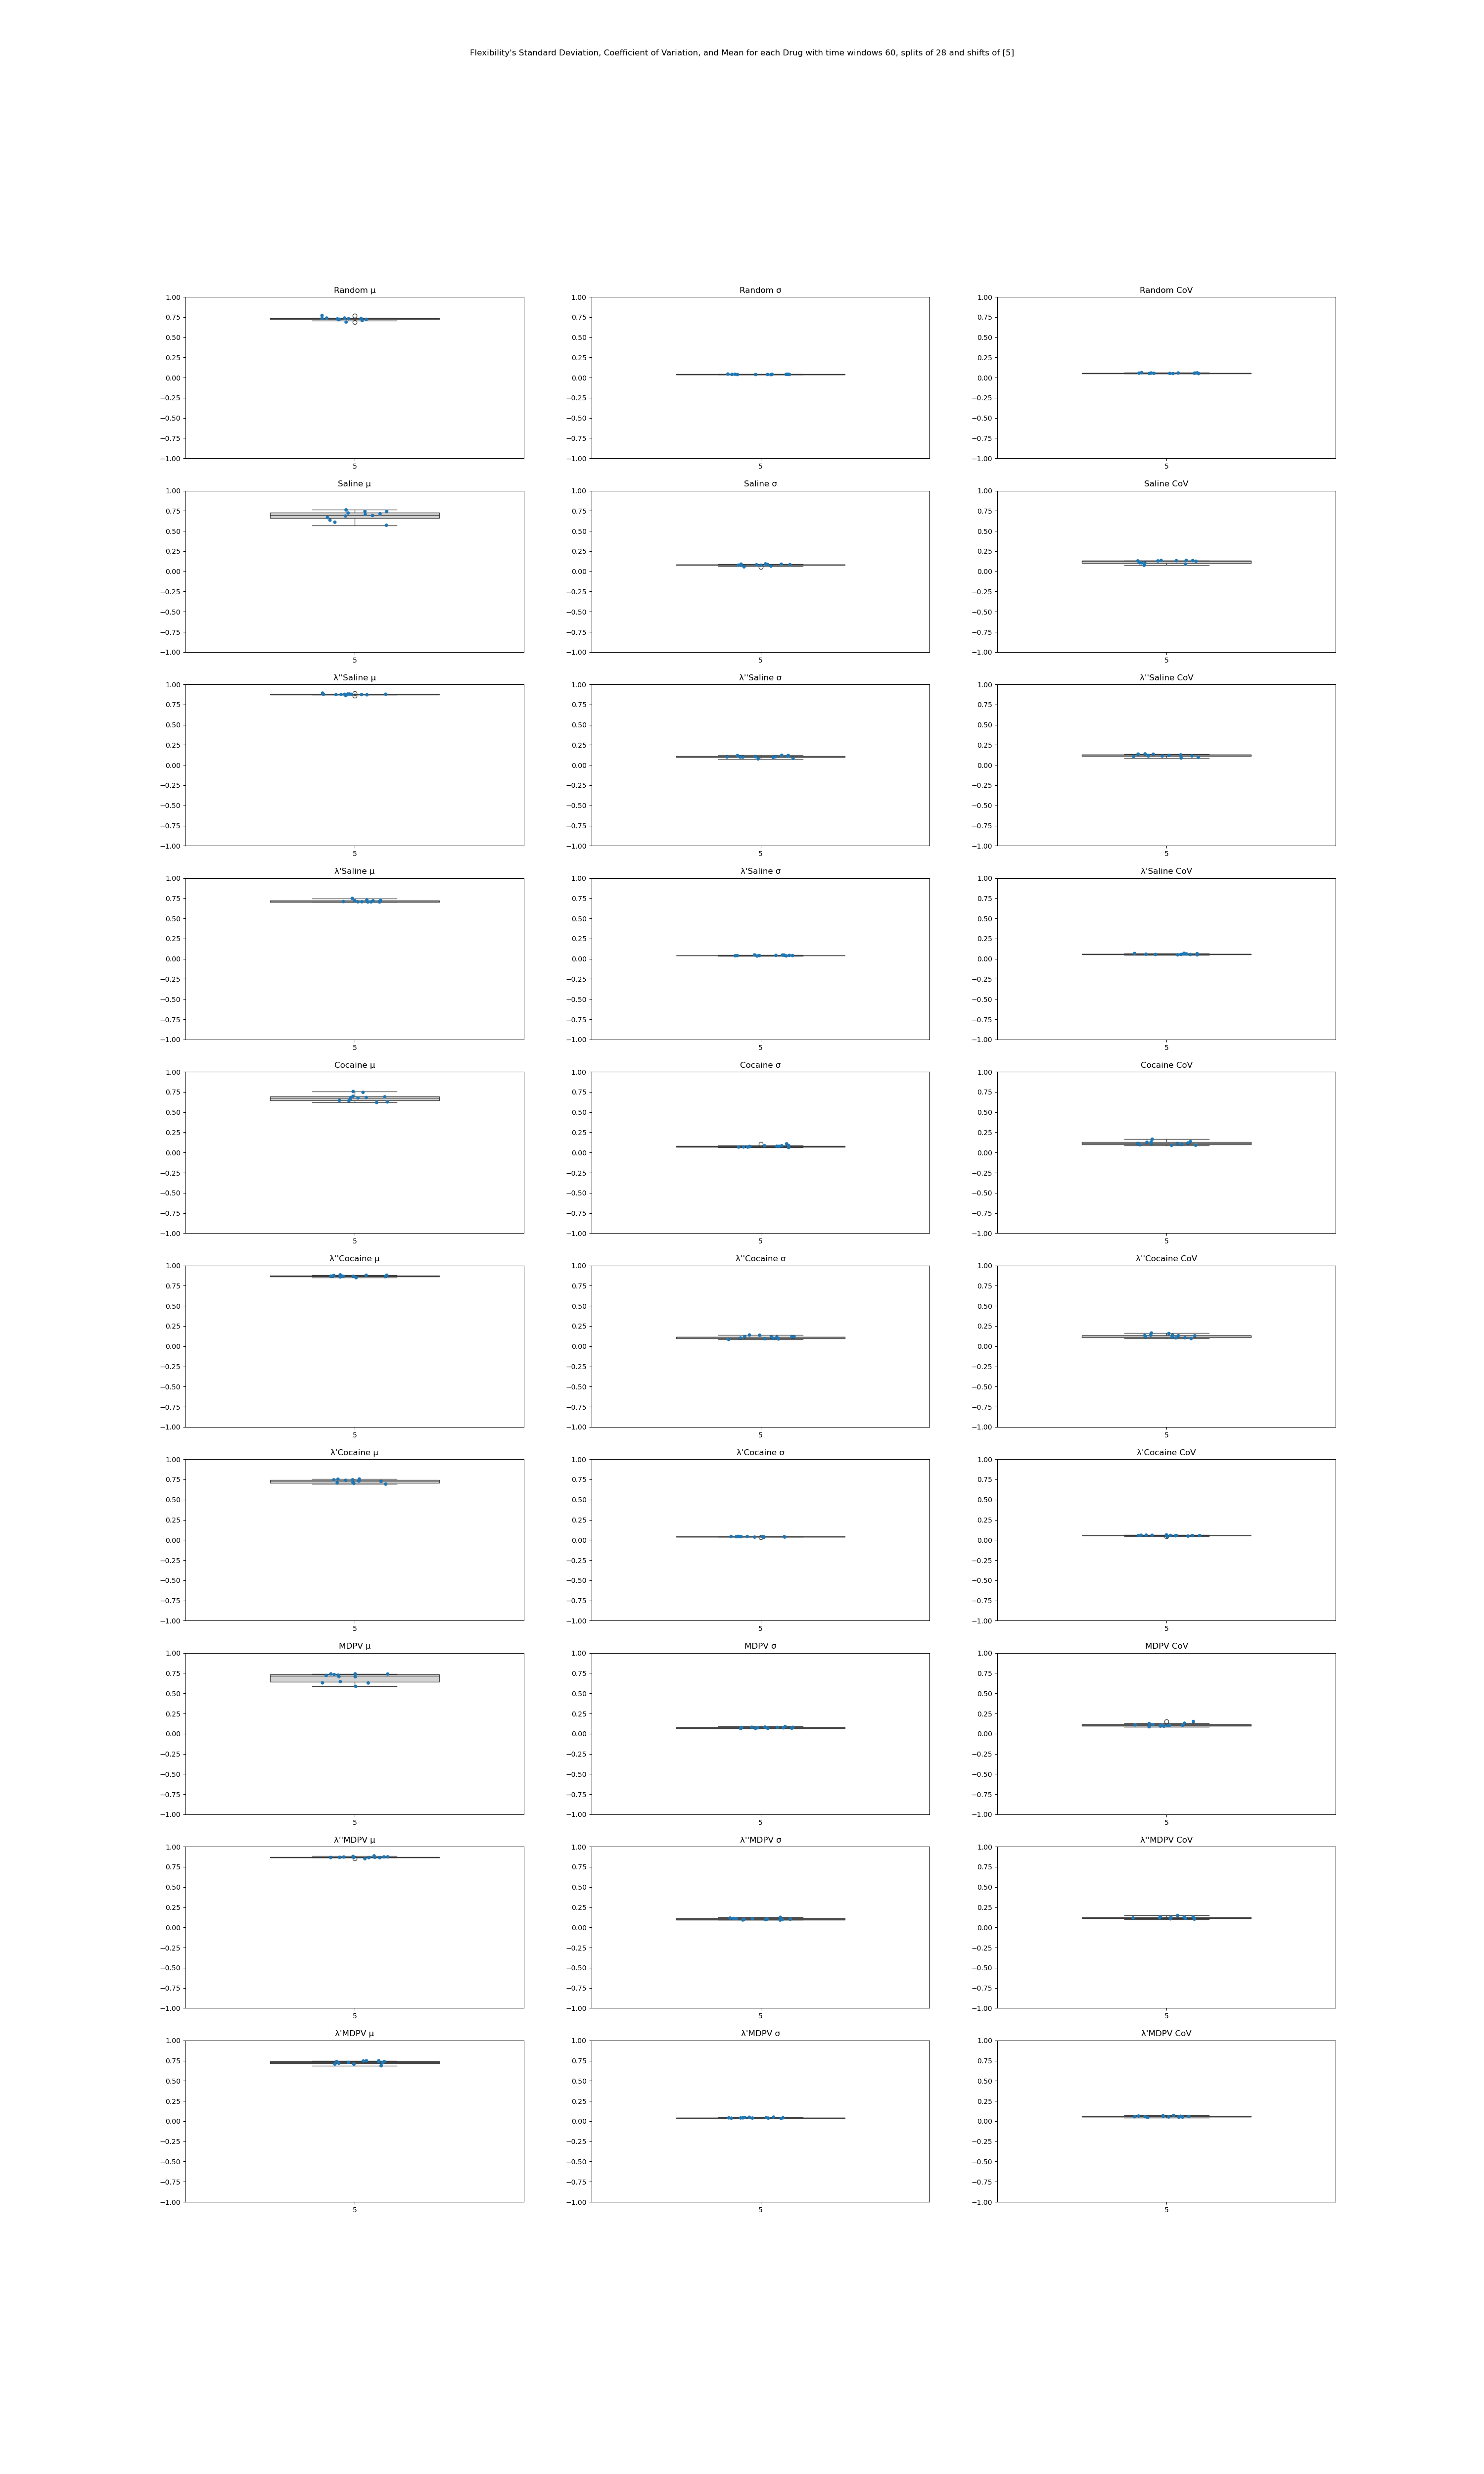 Flexibility's Standard Deviation, Coefficient of Variation, and Mean for each Drug with time windows 60, splits of 28 and shifts of [5]
Random μ Random σ Random CoV
1.00 1.00 1.00
0.75 0.75 0.75
0.50 0.50 0.50
0.25 0.25 0.25
0.00 0.00 0.00
−0.25 −0.25 −0.25
−0.50 −0.50 −0.50
−0.75 −0.75 −0.75
−1.00 −1.00 −1.00
5 5 5
Saline μ Saline σ Saline CoV
1.00 1.00 1.00
0.75 0.75 0.75
0.50 0.50 0.50
0.25 0.25 0.25
0.00 0.00 0.00
−0.25 −0.25 −0.25
−0.50 −0.50 −0.50
−0.75 −0.75 −0.75
−1.00 −1.00 −1.00
5 5 5
λ''Saline μ λ''Saline σ λ''Saline CoV
1.00 1.00 1.00
0.75 0.75 0.75
0.50 0.50 0.50
0.25 0.25 0.25
0.00 0.00 0.00
−0.25 −0.25 −0.25
−0.50 −0.50 −0.50
−0.75 −0.75 −0.75
−1.00 −1.00 −1.00
5 5 5
λ'Saline μ λ'Saline σ λ'Saline CoV
1.00 1.00 1.00
0.75 0.75 0.75
0.50 0.50 0.50
0.25 0.25 0.25
0.00 0.00 0.00
−0.25 −0.25 −0.25
−0.50 −0.50 −0.50
−0.75 −0.75 −0.75
−1.00 −1.00 −1.00
5 5 5
Cocaine μ Cocaine σ Cocaine CoV
1.00 1.00 1.00
0.75 0.75 0.75
0.50 0.50 0.50
0.25 0.25 0.25
0.00 0.00 0.00
−0.25 −0.25 −0.25
−0.50 −0.50 −0.50
−0.75 −0.75 −0.75
−1.00 −1.00 −1.00
5 5 5
λ''Cocaine μ λ''Cocaine σ λ''Cocaine CoV
1.00 1.00 1.00
0.75 0.75 0.75
0.50 0.50 0.50
0.25 0.25 0.25
0.00 0.00 0.00
−0.25 −0.25 −0.25
−0.50 −0.50 −0.50
−0.75 −0.75 −0.75
−1.00 −1.00 −1.00
5 5 5
λ'Cocaine μ λ'Cocaine σ λ'Cocaine CoV
1.00 1.00 1.00
0.75 0.75 0.75
0.50 0.50 0.50
0.25 0.25 0.25
0.00 0.00 0.00
−0.25 −0.25 −0.25
−0.50 −0.50 −0.50
−0.75 −0.75 −0.75
−1.00 −1.00 −1.00
5 5 5
MDPV μ MDPV σ MDPV CoV
1.00 1.00 1.00
0.75 0.75 0.75
0.50 0.50 0.50
0.25 0.25 0.25
0.00 0.00 0.00
−0.25 −0.25 −0.25
−0.50 −0.50 −0.50
−0.75 −0.75 −0.75
−1.00 −1.00 −1.00
5 5 5
λ''MDPV μ λ''MDPV σ λ''MDPV CoV
1.00 1.00 1.00
0.75 0.75 0.75
0.50 0.50 0.50
0.25 0.25 0.25
0.00 0.00 0.00
−0.25 −0.25 −0.25
−0.50 −0.50 −0.50
−0.75 −0.75 −0.75
−1.00 −1.00 −1.00
5 5 5
λ'MDPV μ λ'MDPV σ λ'MDPV CoV
1.00 1.00 1.00
0.75 0.75 0.75
0.50 0.50 0.50
0.25 0.25 0.25
0.00 0.00 0.00
−0.25 −0.25 −0.25
−0.50 −0.50 −0.50
−0.75 −0.75 −0.75
−1.00 −1.00 −1.00
5 5 5